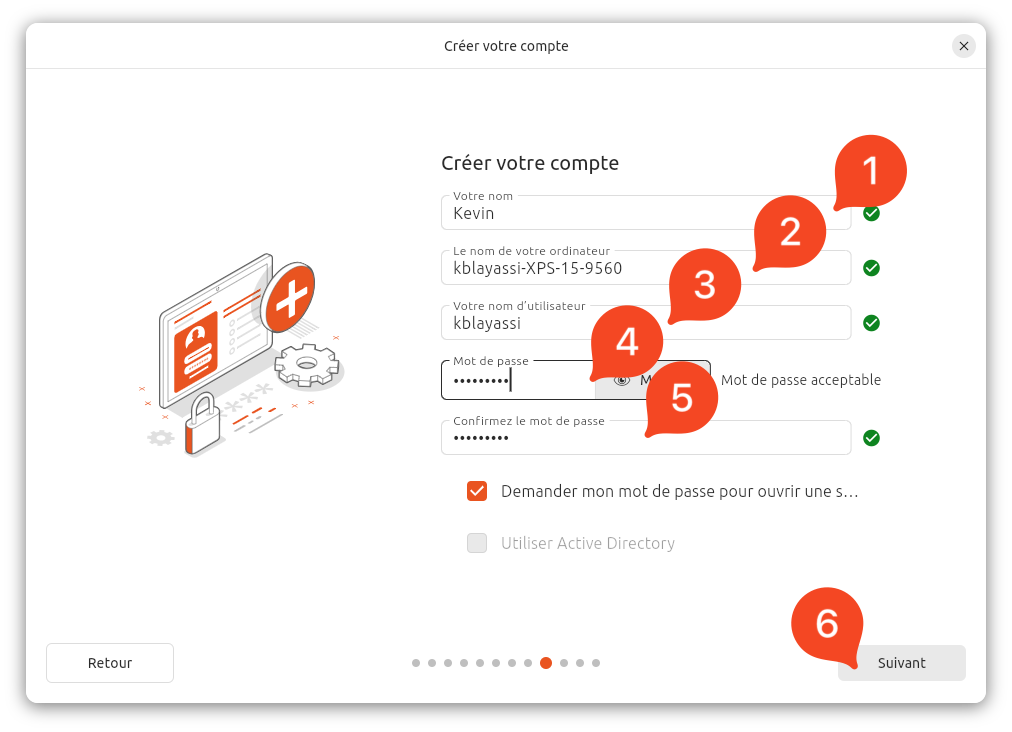 Créer votre compte
Créer votre compte
1
Votre nom
Kevin
2
Le nom de votre ordinateur
kblayassi-XPS-15-9560
3
Votre nom d'utilisateur
kblayassi
4
Mot de passe
•••••••••
M
Mot de passe acceptable
5
Confirmez le mot de passe
•••••••••
Demander mon mot de passe pour ouvrir une s…
Utiliser Active Directory
6
Retour
Suivant